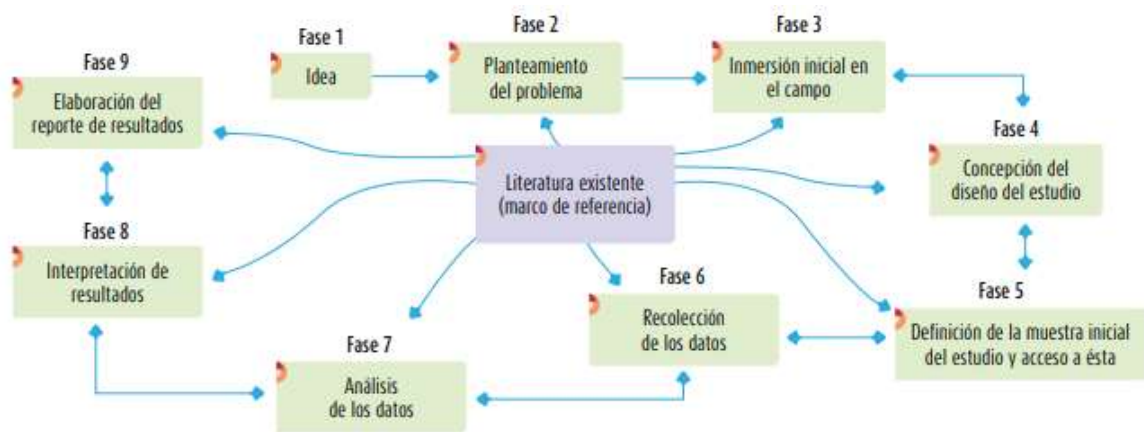 Fase 1
Idea
Fase 2
Planteamiento
del problema
Fase 3
Inmersión inicial en
el campo
Fase 4
Concepción del
diseño del estudio
Fase 5
Definición de la muestra inicial
del estudio y acceso a ésta
Fase 6
Recolección
de los datos
Fase 7
Análisis
de los datos
Fase 8
Interpretación de
resultados
Fase 9
Elaboración del
reporte de resultados
Literatura existente
(marco de referencia)